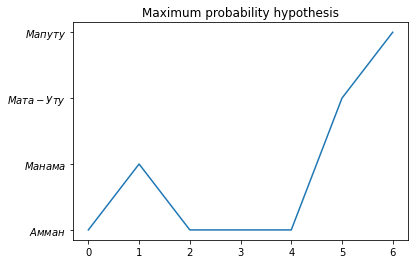 Maximum probability hypothesis
Мапуту
Мата − Уту
Манама
Амман
0 1 2 3 4 5 6